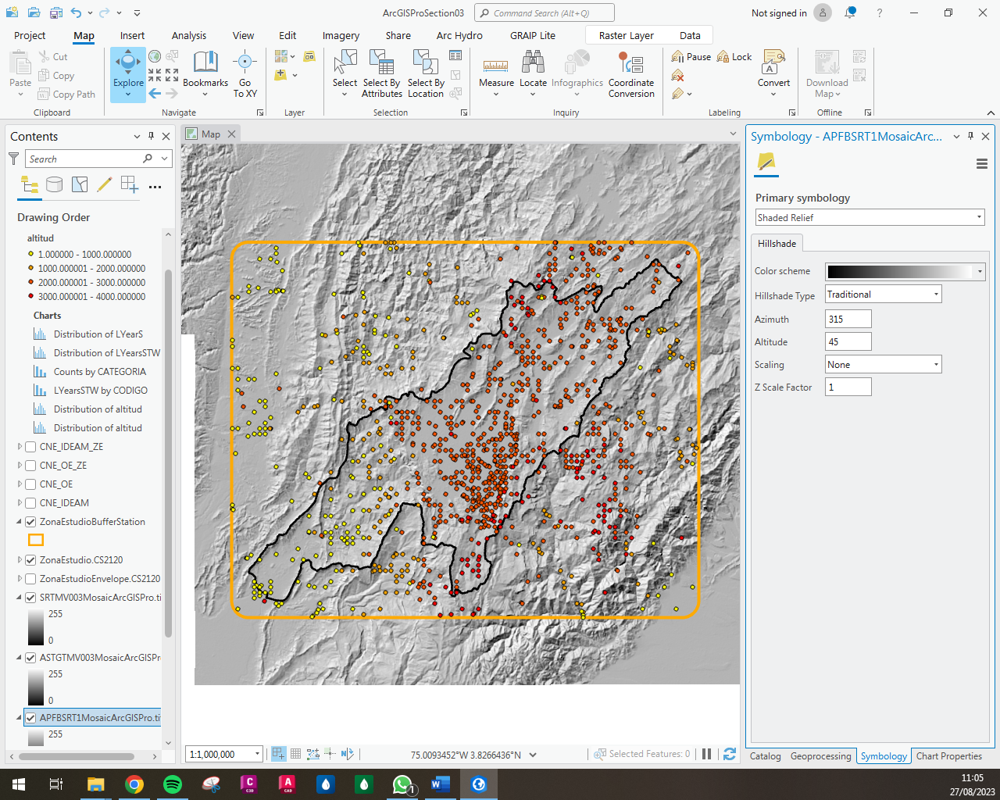 ArcGISProSection03
Command Search (Alt+Q)
Not signed in
?
Project
Map
Insert
Analysis
View
Edit
Imagery
Share
Arc Hydro
GRAIP Lite
Raster Layer
Data
Paste
Cut
Copy
Copy Path
Clipboard
Explore
Bookmarks
Go
To XY
Navigate
Layer
Select
Select By
Attributes
Select By
Location
Selection
Measure
Locate
Infographics
Coordinate
Conversion
Inquiry
Pause
Lock
Convert
Labeling
Download
Map
Offline
Contents
Search
Drawing Order
altitud
1.000000 - 1000.000000
1000.000001 - 2000.000000
2000.000001 - 3000.000000
3000.000001 - 4000.000000
Charts
Distribution of LYearS
Distribution of LYearsSTW
Counts by CATEGORIA
LYearsSTW by CODIGO
Distribution of altitud
Distribution of altitud
CNE_IDEAM_ZE
CNE_OE_ZE
CNE_OE
CNE_IDEAM
ZonaEstudioBufferStation
ZonaEstudio.CS2120
ZonaEstudioEnvelope.CS2120
SRTMV003MosaicArcGISPro.ti
255
0
ASTGTMV003MosaicArcGISPr
255
0
APFBSRT1MosaicArcGISPro.ti
255
Map
1:1,000,000
75.0093452°W 3.8266436°N
Selected Features: 0
Symbology - APFBSRT1MosaicArc...
Primary symbology
Shaded Relief
Hillshade
Color scheme
Hillshade Type
Traditional
Azimuth
315
Altitude
45
Scaling
None
Z Scale Factor
1
Catalog
Geoprocessing
Symbology
Chart Properties
C
C3D
A
CAD
1
W
11:05
27/08/2023